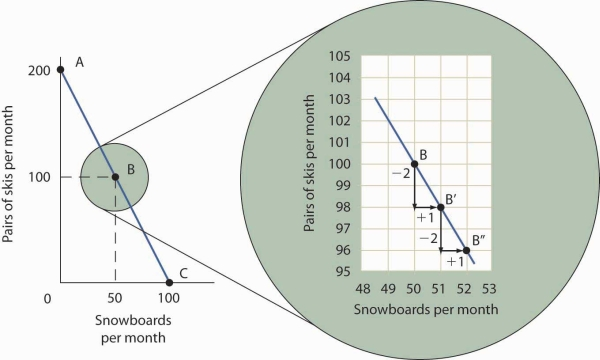 Pairs of skis per month
200
100
0
50
100
A
B
C
Snowboards
per month
Pairs of skis per month
105
104
103
102
101
100
99
98
97
96
95
48 49 50 51 52 53
B
−2
+1
B'
−2
+1
B"
Snowboards per month